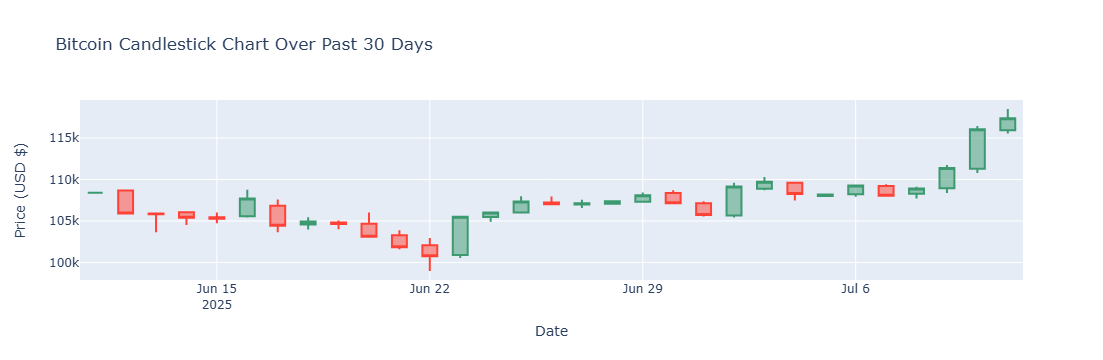 Bitcoin Candlestick Chart Over Past 30 Days
Price (USD $)
115k
110k
105k
100k
Jun 15
2025
Jun 22
Jun 29
Jul 6
Date